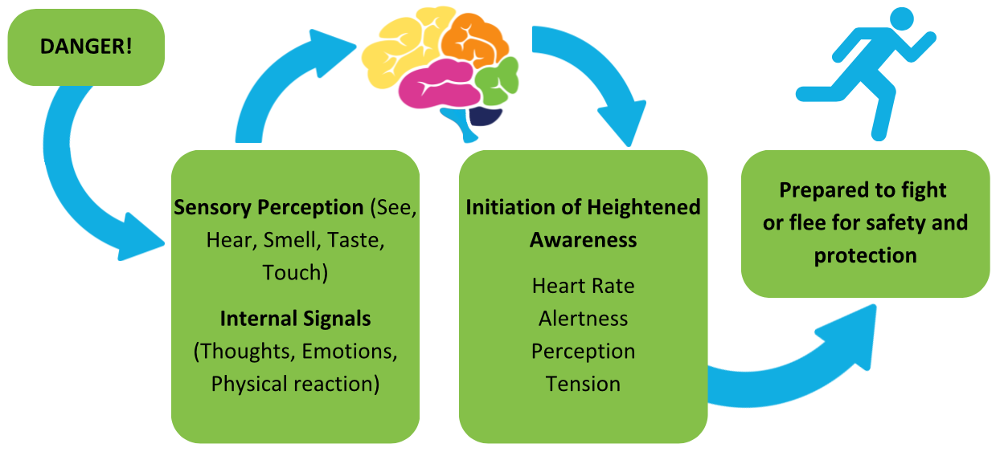 DANGER!
Sensory Perception (See,
Hear, Smell, Taste,
Touch)
Internal Signals
(Thoughts, Emotions,
Physical reaction)
Initiation of Heightened
Awareness
Heart Rate
Alertness
Perception
Tension
Prepared to fight
or flee for safety and
protection